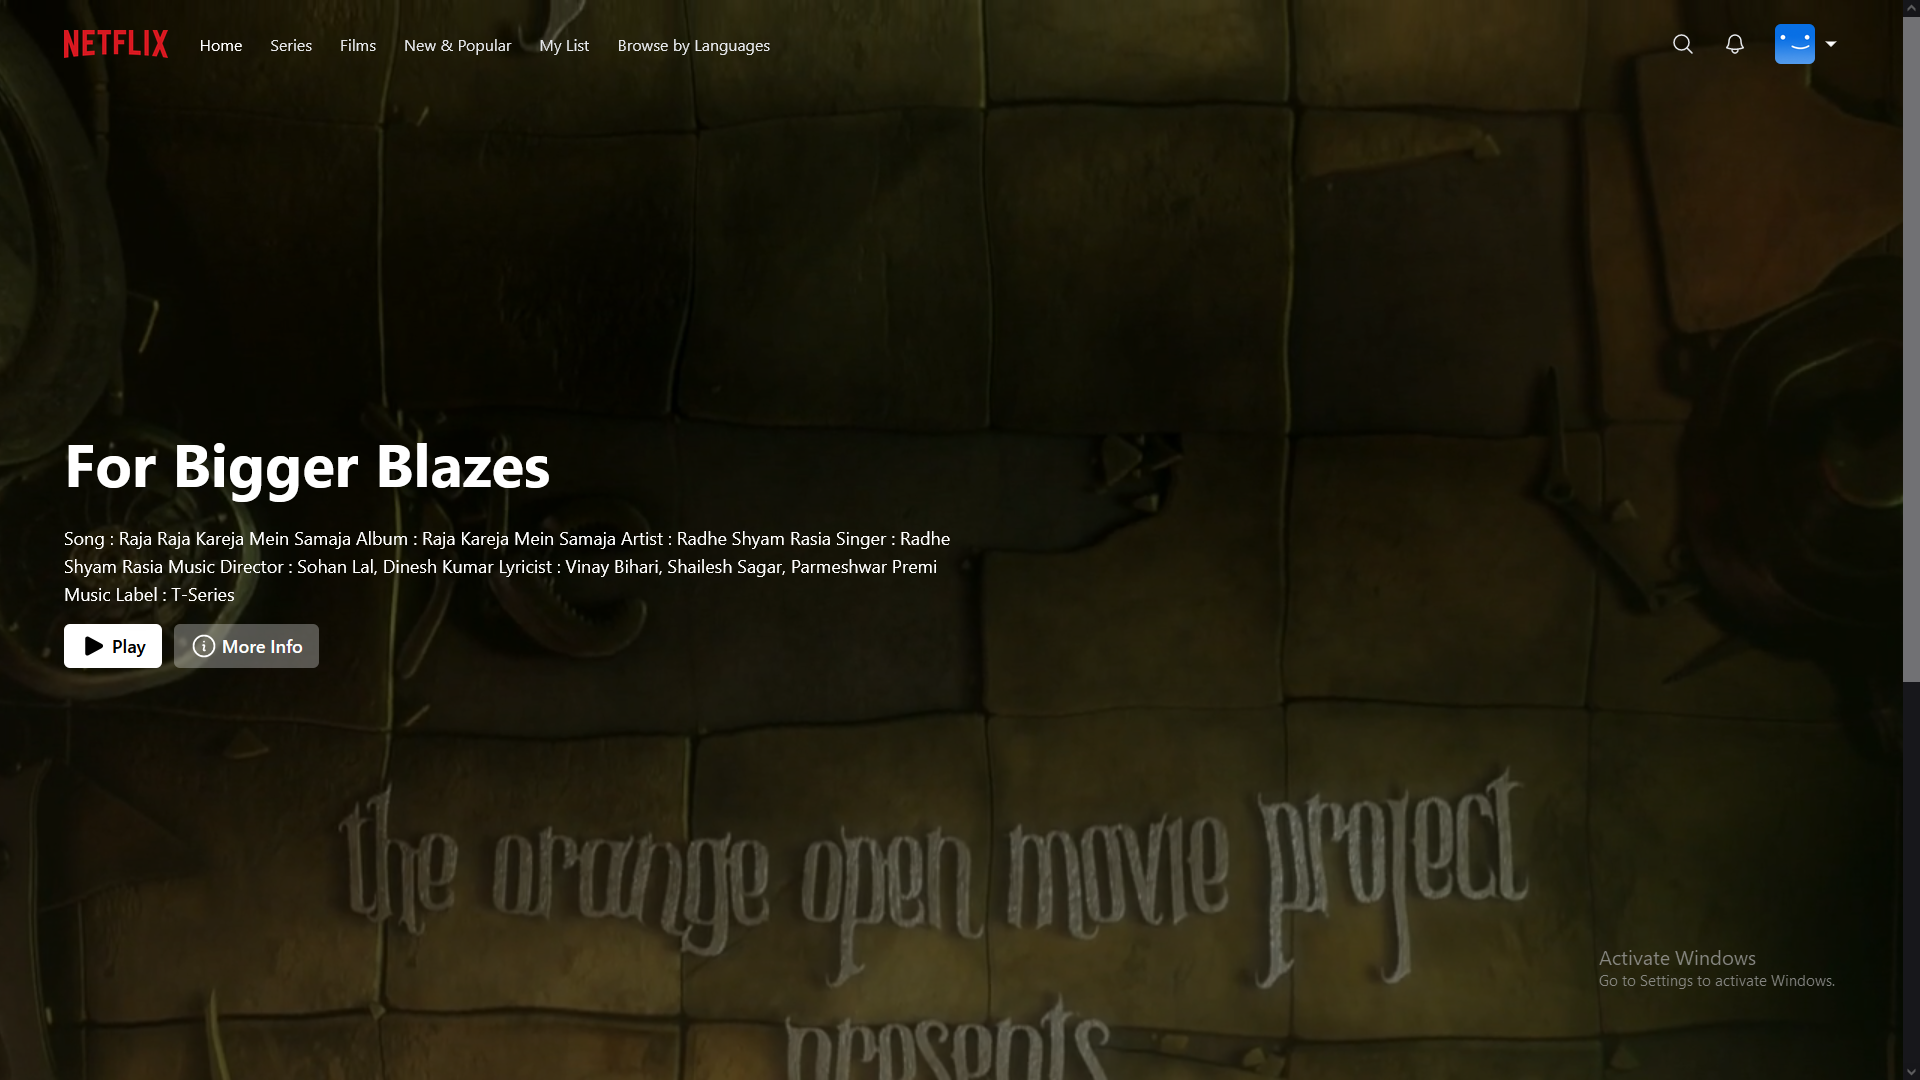 NETFLIX Home Series Films New & Popular My List Browse by Languages
For Bigger Blazes
Song : Raja Raja Kareja Mein Samaja Album : Raja Kareja Mein Samaja Artist : Radhe Shyam Rasia Singer : Radhe
Shyam Rasia Music Director : Sohan Lal, Dinesh Kumar Lyricist : Vinay Bihari, Shailesh Sagar, Parmeshwar Premi
Music Label : T-Series
Play More Info
the orange open movie project
Activate Windows
Go to Settings to activate Windows.
presents